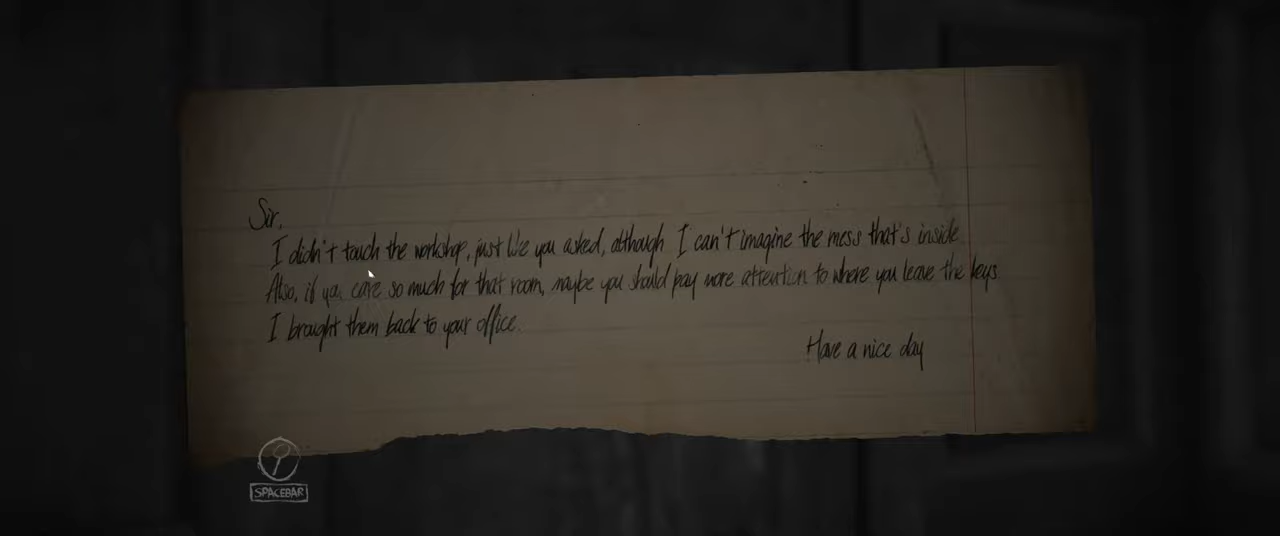 Sir,
I didn't touch the workshop, just like you asked, although I can't imagine the mess that's inside.
Also, if you care so much for that room, maybe you should pay more attention to where you leave the keys.
I brought them back to your office.
Have a nice day
SPACEBAR